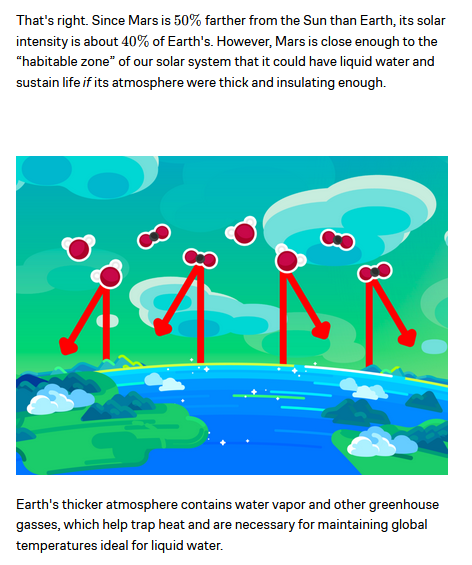 That's right. Since Mars is 50% farther from the Sun than Earth, its solar
intensity is about 40% of Earth's. However, Mars is close enough to the
“habitable zone” of our solar system that it could have liquid water and
sustain life if its atmosphere were thick and insulating enough.
Earth's thicker atmosphere contains water vapor and other greenhouse
gasses, which help trap heat and are necessary for maintaining global
temperatures ideal for liquid water.